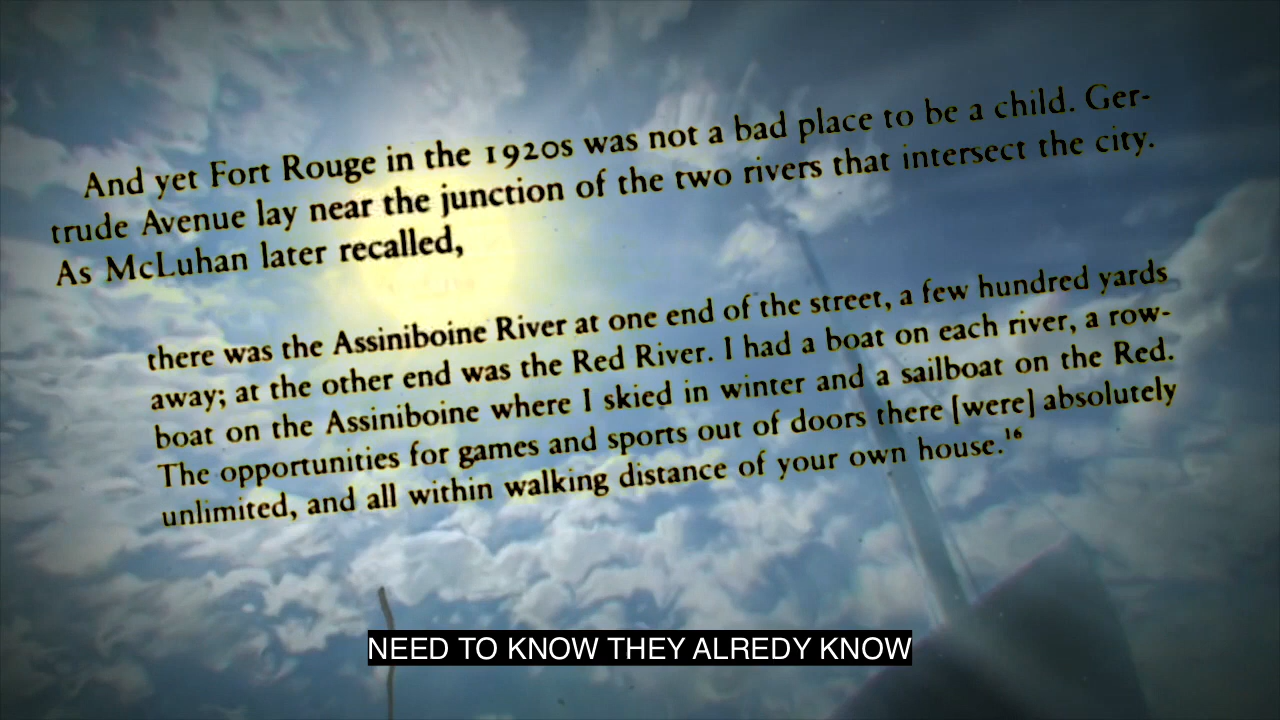 And yet Fort Rouge in the 1920s was not a bad place to be a child. Ger-
trude Avenue lay near the junction of the two rivers that intersect the city.
As McLuhan later recalled,
there was the Assiniboine River at one end of the street, a few hundred yards
away; at the other end was the Red River. I had a boat on each river, a row-
boat on the Assiniboine where I skied in winter and a sailboat on the Red.
The opportunities for games and sports out of doors there [were] absolutely
unlimited, and all within walking distance of your own house.16
NEED TO KNOW THEY ALREDY KNOW